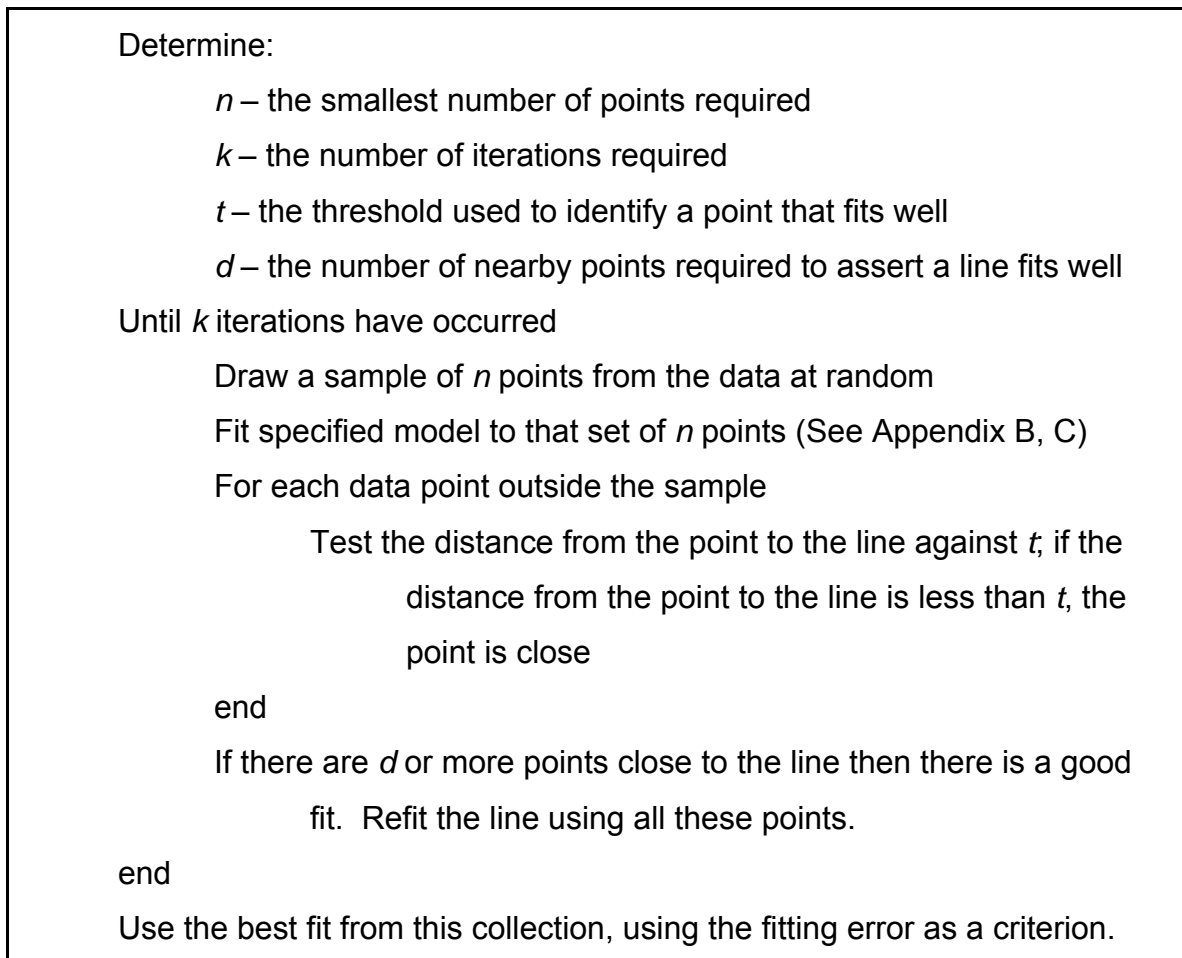 Determine:
n – the smallest number of points required
k – the number of iterations required
t – the threshold used to identify a point that fits well
d – the number of nearby points required to assert a line fits well
Until k iterations have occurred
Draw a sample of n points from the data at random
Fit specified model to that set of n points (See Appendix B, C)
For each data point outside the sample
Test the distance from the point to the line against t; if the
distance from the point to the line is less than t, the
point is close
end
If there are d or more points close to the line then there is a good
fit.  Refit the line using all these points.
end
Use the best fit from this collection, using the fitting error as a criterion.